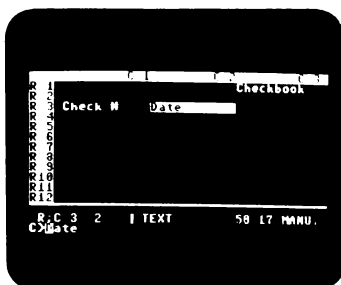 R 1 Checkbook
R 2
R 3 Check # Date
R 4
R 5
R 6
R 7
R 8
R 9
R10
R11
R12
R,C 3 2 TEXT 58 17 MANU.
C>Date